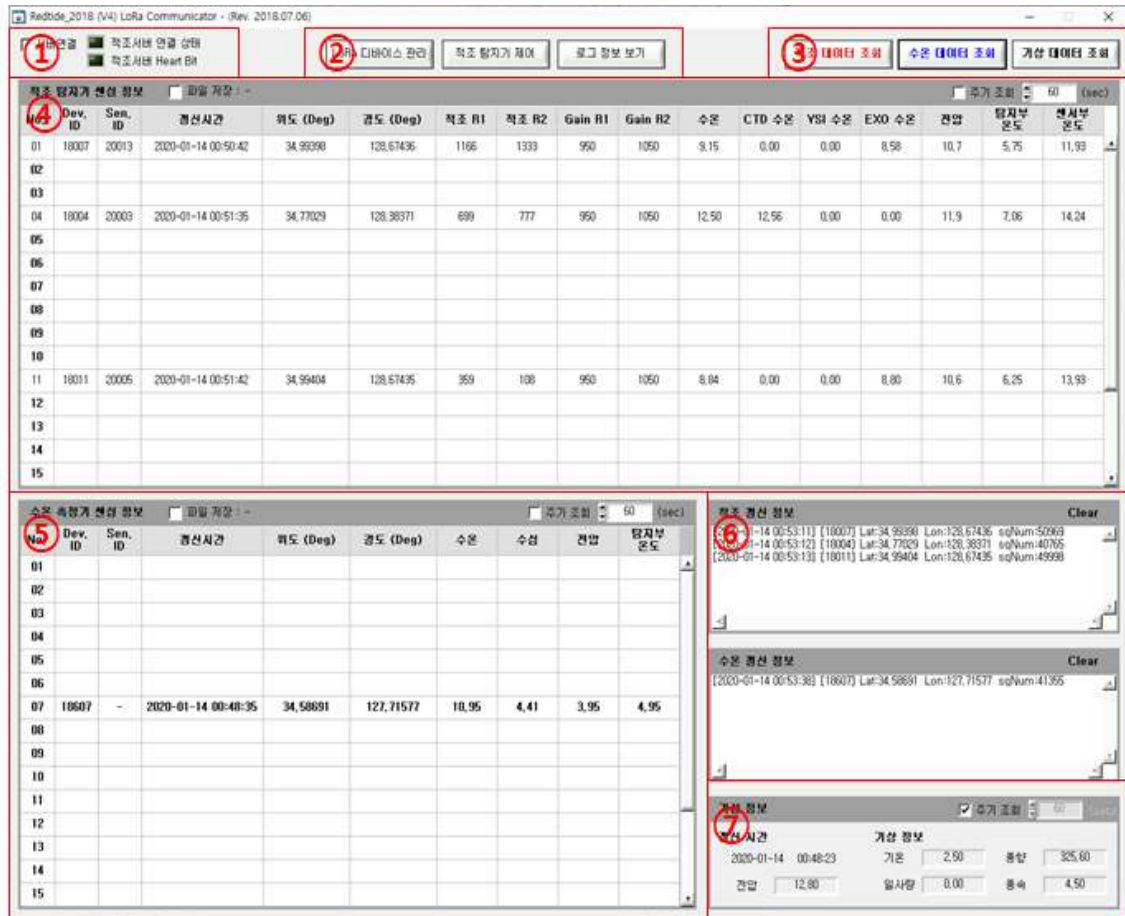 Redtide_2018 (V4) LoRa Communicator - (Rev. 2018.07.06)
① 적조서버 연결 상태
적조서버 Heart Bit
② 디바이스 관리 적조 탐지기 제어 로그 정보 보기
③ 데이터 조회 수온 데이터 조회 기상 데이터 조회
적조 탐지기 센싱 정보 파일 저장 : - 주기 조회 60 (sec)
④ Dev. ID Sen. ID 갱신시간 위도 (Deg) 경도 (Deg) 적조 R1 적조 R2 Gain R1 Gain R2 수온 CTD 수온 YSI 수온 EXO 수온 전압 탐지부 온도 센서부 온도
01 18007 20013 2020-01-14 00:50:42 34.99398 128.67436 1166 1333 950 1050 9.15 0.00 0.00 8.58 10.7 5.75 11.93
02
03
04 18004 20003 2020-01-14 00:51:35 34.77029 128.38371 699 777 950 1050 12.50 12.56 0.00 0.00 11.9 7.06 14.24
05
06
07
08
09
10
11 18011 20005 2020-01-14 00:51:42 34.99404 128.67435 359 108 950 1050 8.84 0.00 0.00 8.80 10.6 6.25 13.93
12
13
14
15
수온 측정기 센싱 정보 파일 저장 : - 주기 조회 60 (sec)
⑤ No. Dev. ID Sen. ID 갱신시간 위도 (Deg) 경도 (Deg) 수온 수심 전압 탐지부 온도
01
02
03
04
05
06
07 18607 - 2020-01-14 00:48:35 34.58691 127.71577 10.95 4.41 3.95 4.95
08
09
10
11
12
13
14
15
적조 갱신 정보 Clear
⑥
[2020-01-14 00:53:11] [18007] Lat:34.99398 Lon:128.67436 sqNum:50969
[2020-01-14 00:53:12] [18004] Lat:34.77029 Lon:128.38371 sqNum:40765
[2020-01-14 00:53:13] [18011] Lat:34.99404 Lon:128.67435 sqNum:49998
수온 갱신 정보 Clear
[2020-01-14 00:53:38] [18607] Lat:34.58691 Lon:127.71577 sqNum:41355
기상 정보 주기 조회 60
⑦ 갱신 시간 기상 정보
2020-01-14 00:48:23 기온 2.50 풍향 325.60
전압 12.80 일사량 0.00 풍속 4.50